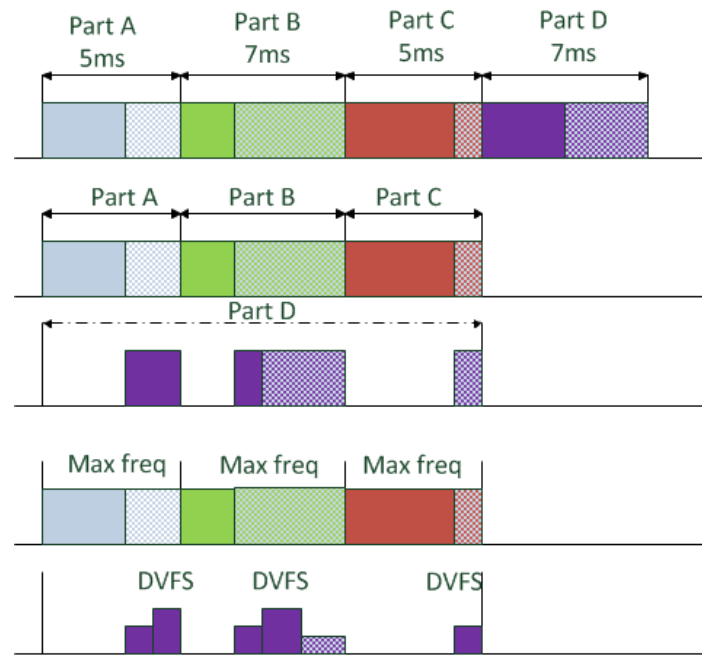 Part A
5ms
Part B
7ms
Part C
5ms
Part D
7ms
Part A
Part B
Part C
Part D
Max freq
Max freq
Max freq
DVFS
DVFS
DVFS